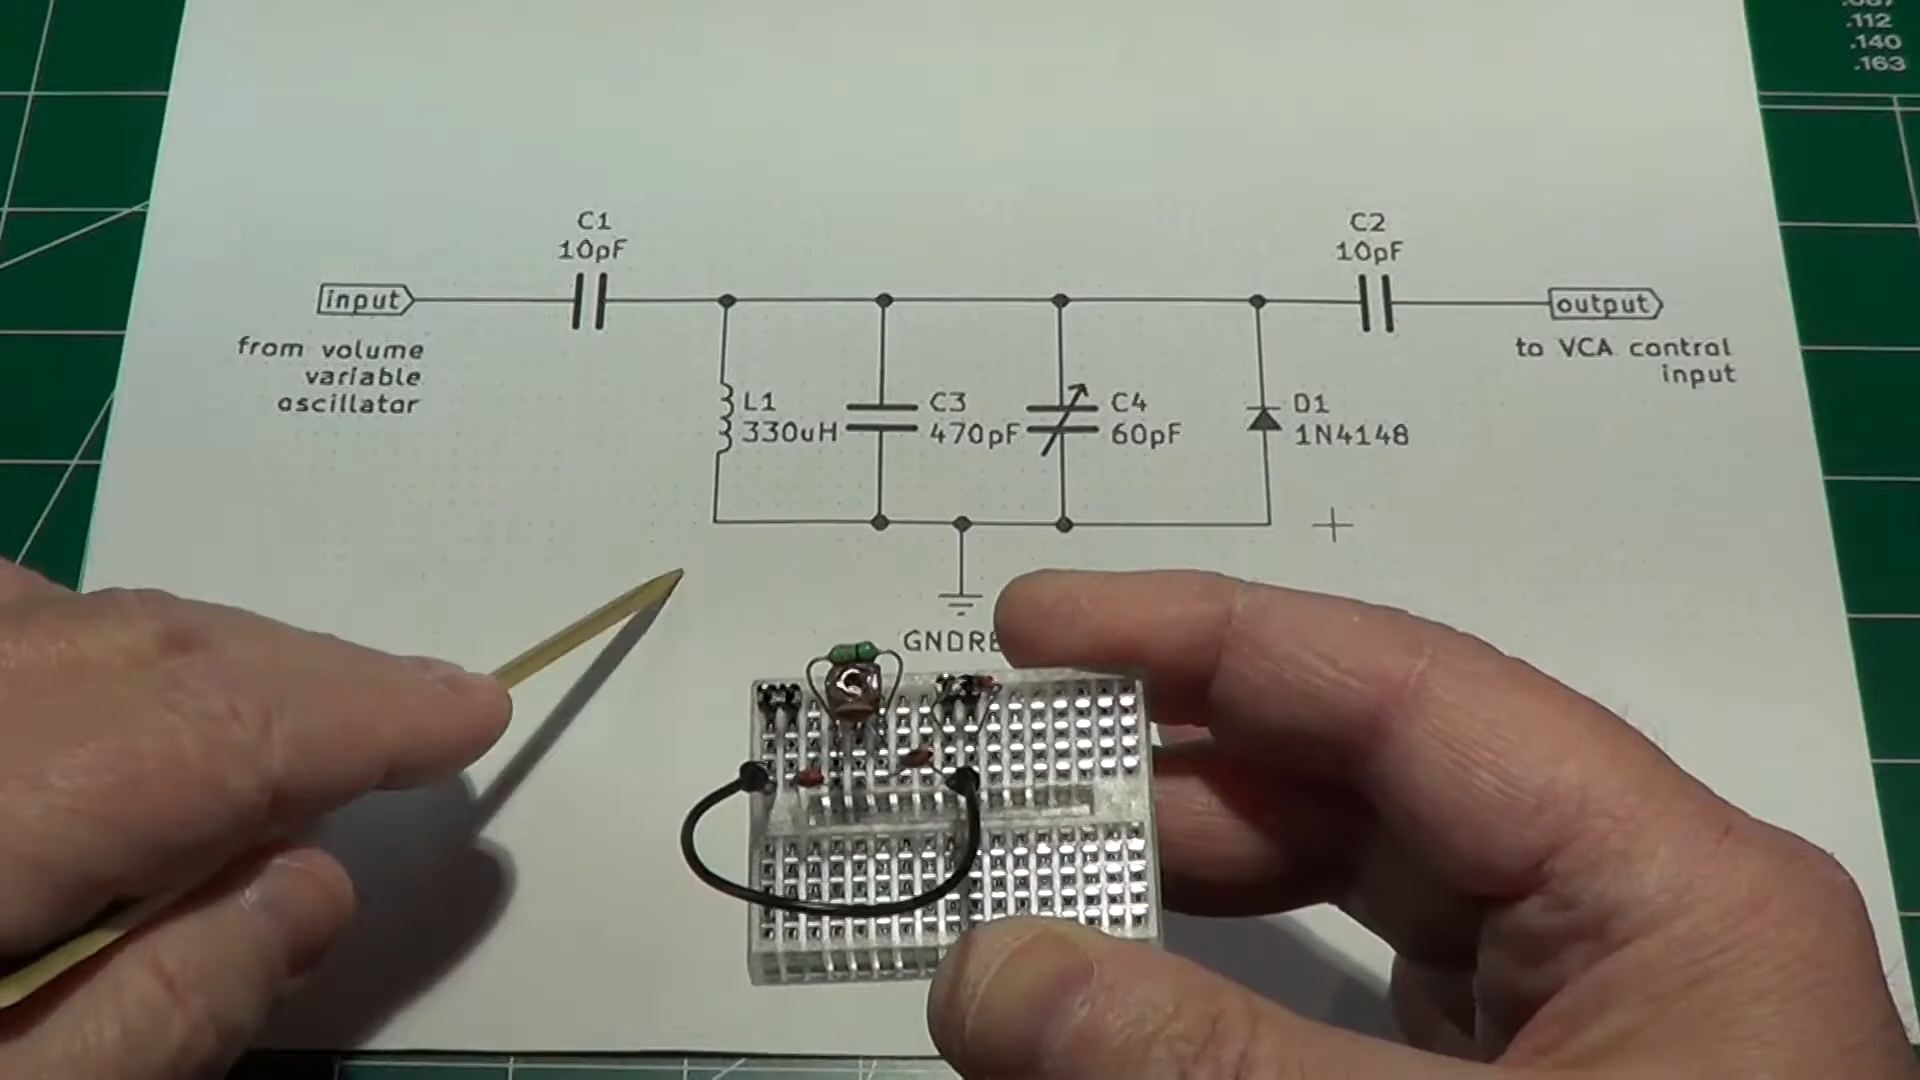 .112
.140
.163
C1
10pF
C2
10pF
input
output
from volume
variable
oscillator
to VCA control
input
L1
330uH
C3
470pF
C4
60pF
D1
1N4148